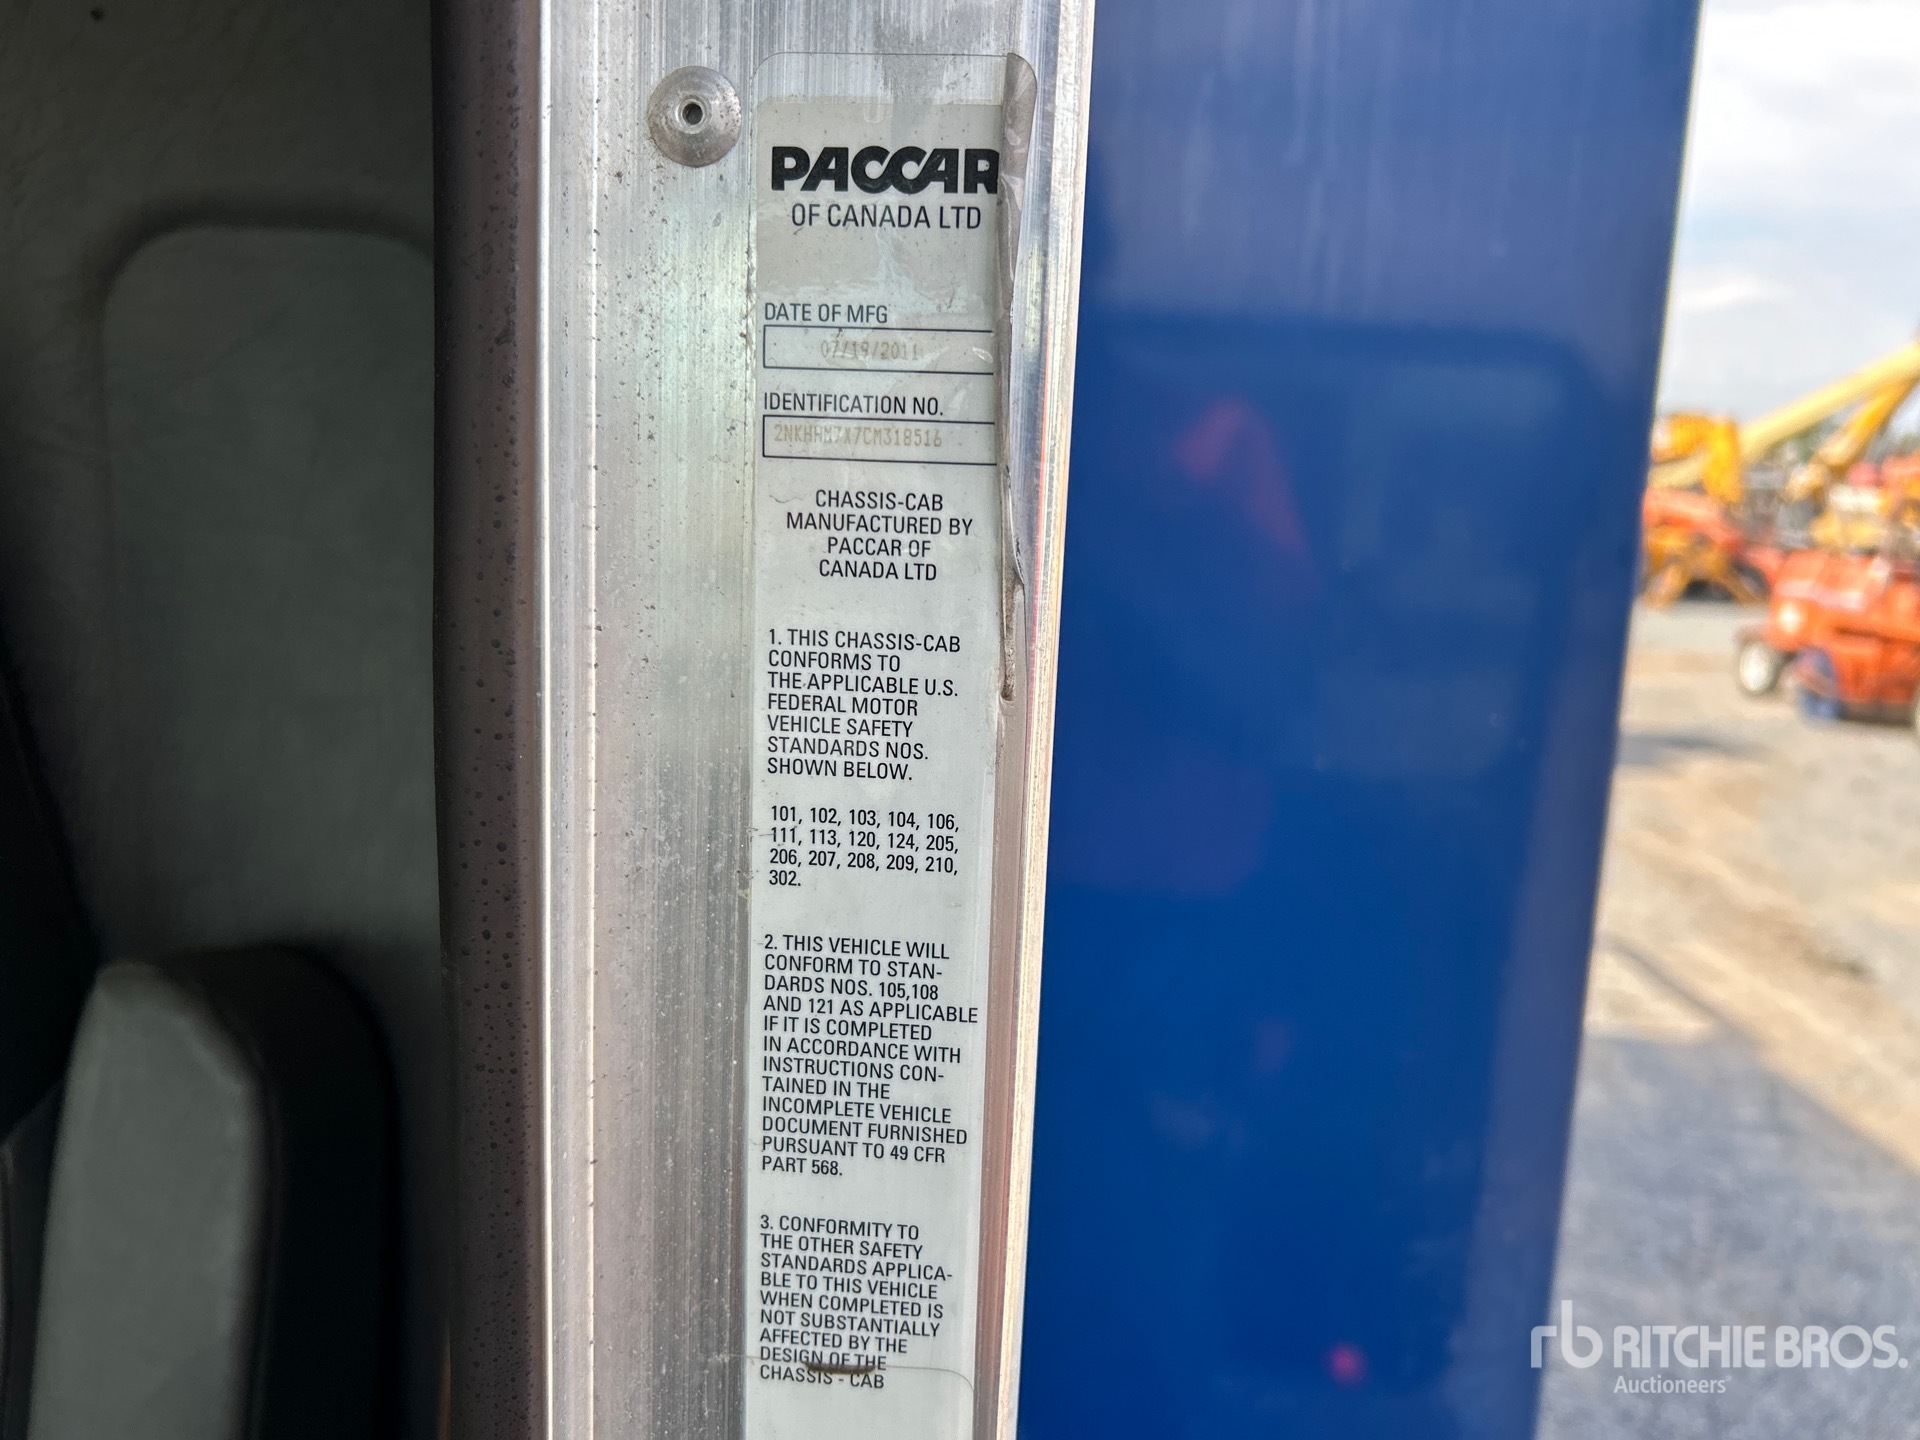 PACCAR
OF CANADA LTD
DATE OF MFG
07/19/2011
IDENTIFICATION NO.
2NKHHM7X7CM318516
CHASSIS-CAB
MANUFACTURED BY
PACCAR OF
CANADA LTD
1. THIS CHASSIS-CAB
CONFORMS TO
THE APPLICABLE U.S.
FEDERAL MOTOR
VEHICLE SAFETY
STANDARDS NOS.
SHOWN BELOW.
101, 102, 103, 104, 106,
111, 113, 120, 124, 205,
206, 207, 208, 209, 210,
302.
2. THIS VEHICLE WILL
CONFORM TO STAN-
DARDS NOS. 105,108
AND 121 AS APPLICABLE
IF IT IS COMPLETED
IN ACCORDANCE WITH
INSTRUCTIONS CON-
TAINED IN THE
INCOMPLETE VEHICLE
DOCUMENT FURNISHED
PURSUANT TO 49 CFR
PART 568.
3. CONFORMITY TO
THE OTHER SAFETY
STANDARDS APPLICA-
BLE TO THIS VEHICLE
WHEN COMPLETED IS
NOT SUBSTANTIALLY
AFFECTED BY THE
DESIGN OF THE
CHASSIS - CAB
rb RITCHIE BROS.
Auctioneers